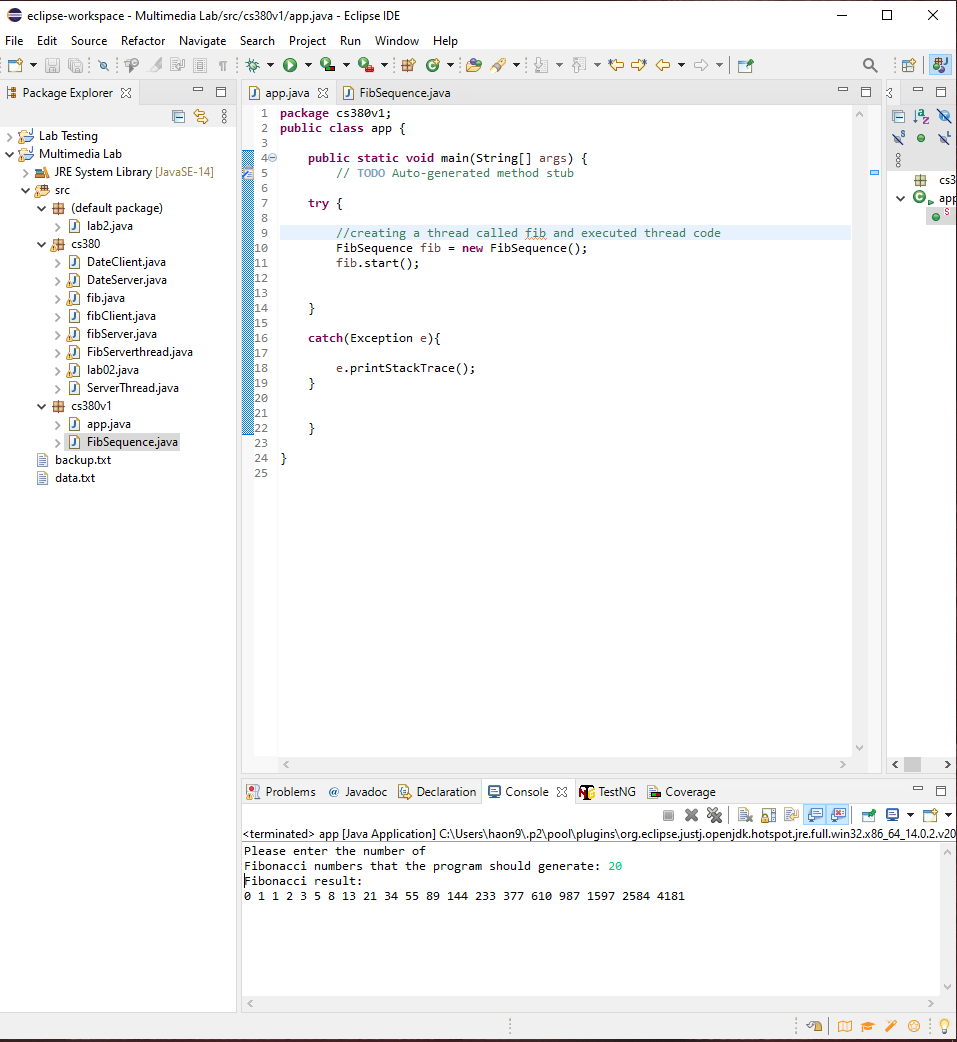 eclipse-workspace - Multimedia Lab/src/cs380v1/app.java - Eclipse IDE
File Edit Source Refactor Navigate Search Project Run Window Help
Package Explorer
Lab Testing
Multimedia Lab
JRE System Library [JavaSE-14]
src
(default package)
lab2.java
cs380
DateClient.java
DateServer.java
fib.java
fibClient.java
fibServer.java
FibServerthread.java
lab02.java
ServerThread.java
cs380v1
app.java
FibSequence.java
backup.txt
data.txt
app.java FibSequence.java
1 package cs380v1;
2 public class app {
3
4 public static void main(String[] args) {
5 // TODO Auto-generated method stub
6
7 try {
8
9 //creating a thread called fib and executed thread code
10 FibSequence fib = new FibSequence();
11 fib.start();
12
13
14 }
15
16 catch(Exception e){
17
18 e.printStackTrace();
19 }
20
21
22 }
23
24 }
25
cs3
app
S
Problems @ Javadoc Declaration Console TestNG Coverage
<terminated> app [Java Application] C:\Users\haon9\.p2\pool\plugins\org.eclipse.justj.openjdk.hotspot.jre.full.win32.x86_64_14.0.2.v20
Please enter the number of
Fibonacci numbers that the program should generate: 20
Fibonacci result:
0 1 1 2 3 5 8 13 21 34 55 89 144 233 377 610 987 1597 2584 4181